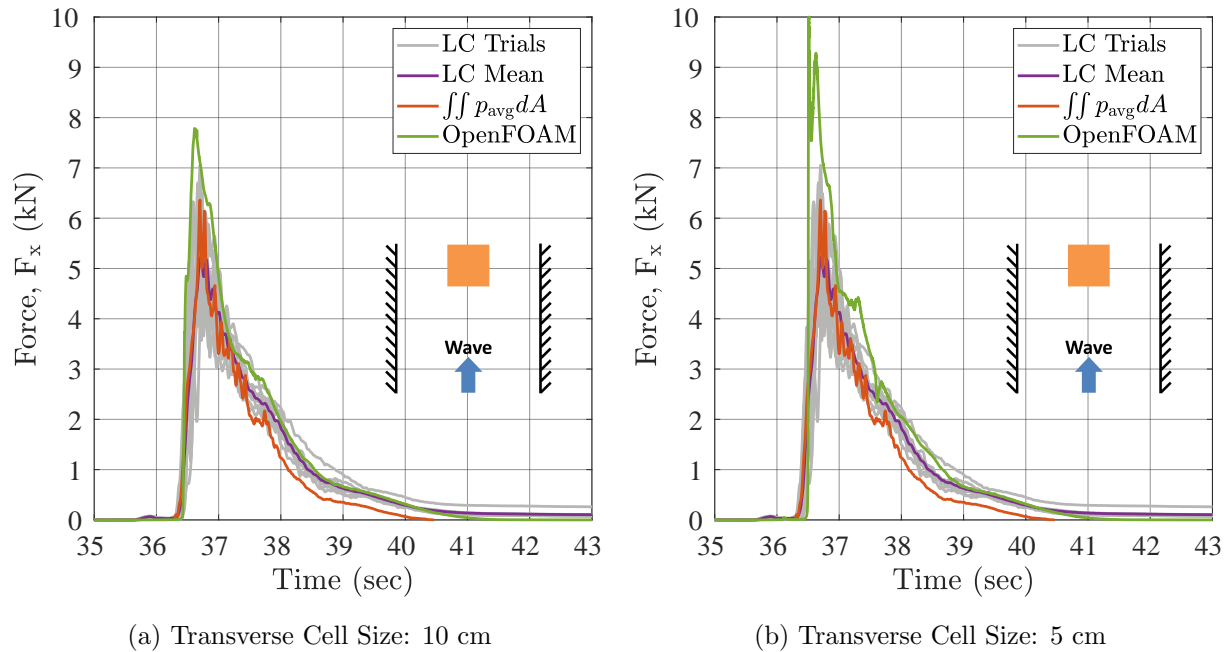 10
9
8
7
6
5
4
3
2
1
0
Force, Fₓ (kN)
LC Trials
LC Mean
∬ p_avg dA
OpenFOAM
Wave
35 36 37 38 39 40 41 42 43
Time (sec)
(a) Transverse Cell Size: 10 cm
10
9
8
7
6
5
4
3
2
1
0
Force, Fₓ (kN)
LC Trials
LC Mean
∬ p_avg dA
OpenFOAM
Wave
35 36 37 38 39 40 41 42 43
Time (sec)
(b) Transverse Cell Size: 5 cm